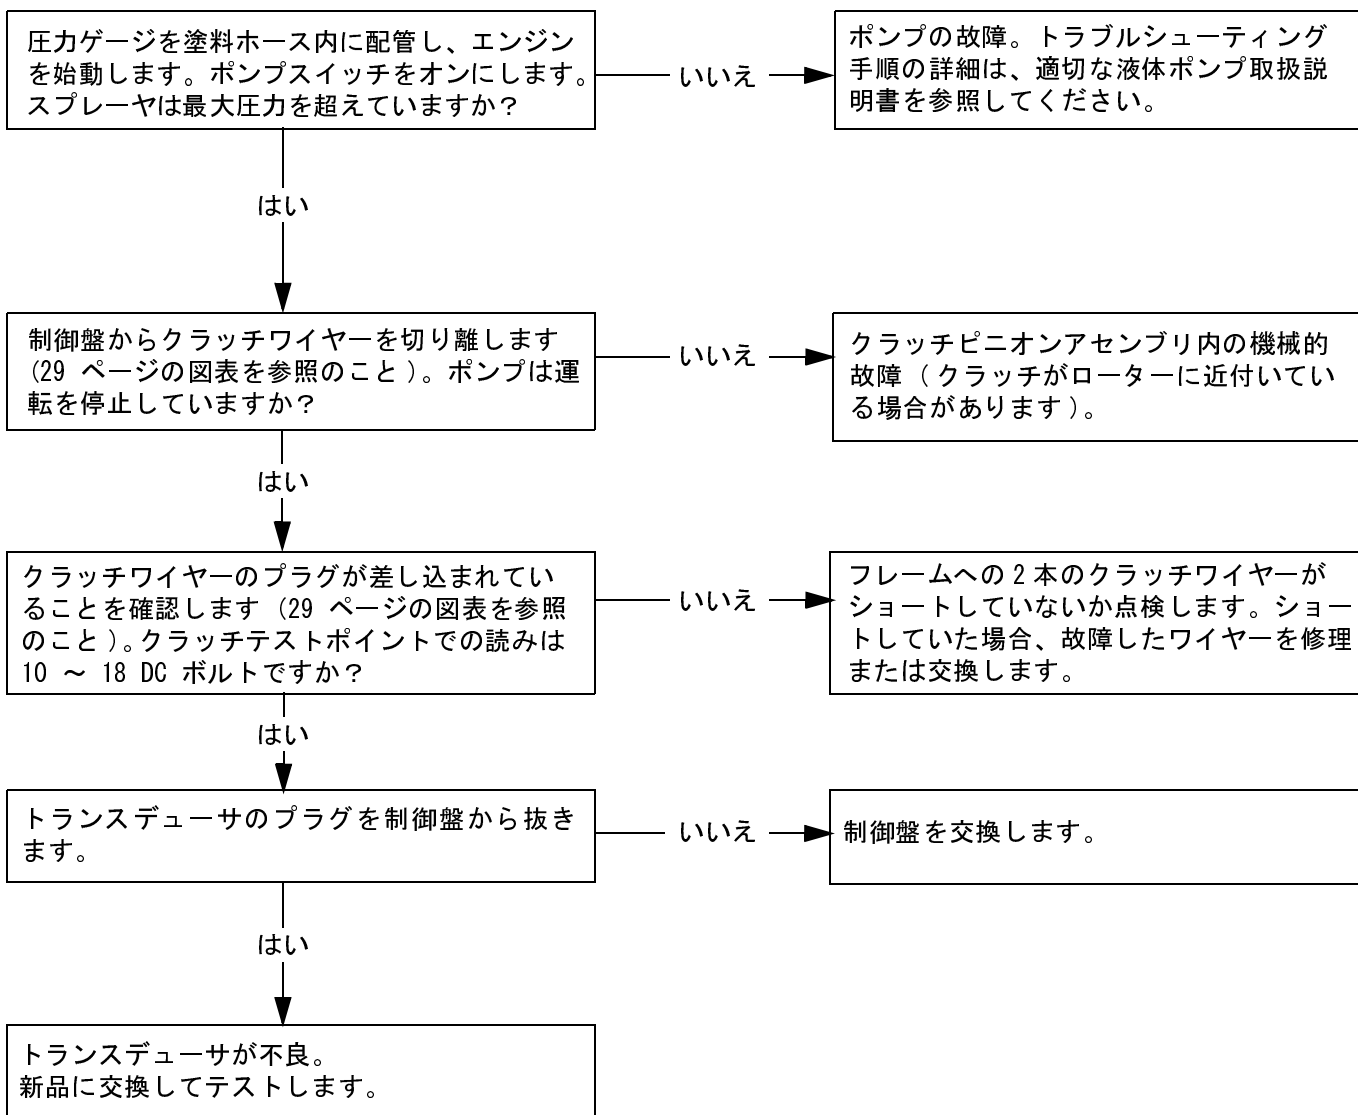 圧力ゲージを塗料ホース内に配管し、エンジン
を始動します。ポンプスイッチをオンにします。
スプレーヤは最大圧力を超えていますか？
いいえ
ポンプの故障。トラブルシューティング
手順の詳細は、適切な液体ポンプ取扱説
明書を参照してください。
はい
制御盤からクラッチワイヤーを切り離します
(29 ページの図表を参照のこと )。ポンプは運
転を停止していますか？
いいえ
クラッチピニオンアセンブリ内の機械的
故障 ( クラッチがローターに近付いてい
る場合があります )。
はい
クラッチワイヤーのプラグが差し込まれてい
ることを確認します (29 ページの図表を参照
のこと )。クラッチテストポイントでの読みは
10 ～ 18 DC ボルトですか？
いいえ
フレームへの 2 本のクラッチワイヤーが
ショートしていないか点検します。ショー
トしていた場合、故障したワイヤーを修理
または交換します。
はい
トランスデューサのプラグを制御盤から抜き
ます。
いいえ
制御盤を交換します。
はい
トランスデューサが不良。
新品に交換してテストします。